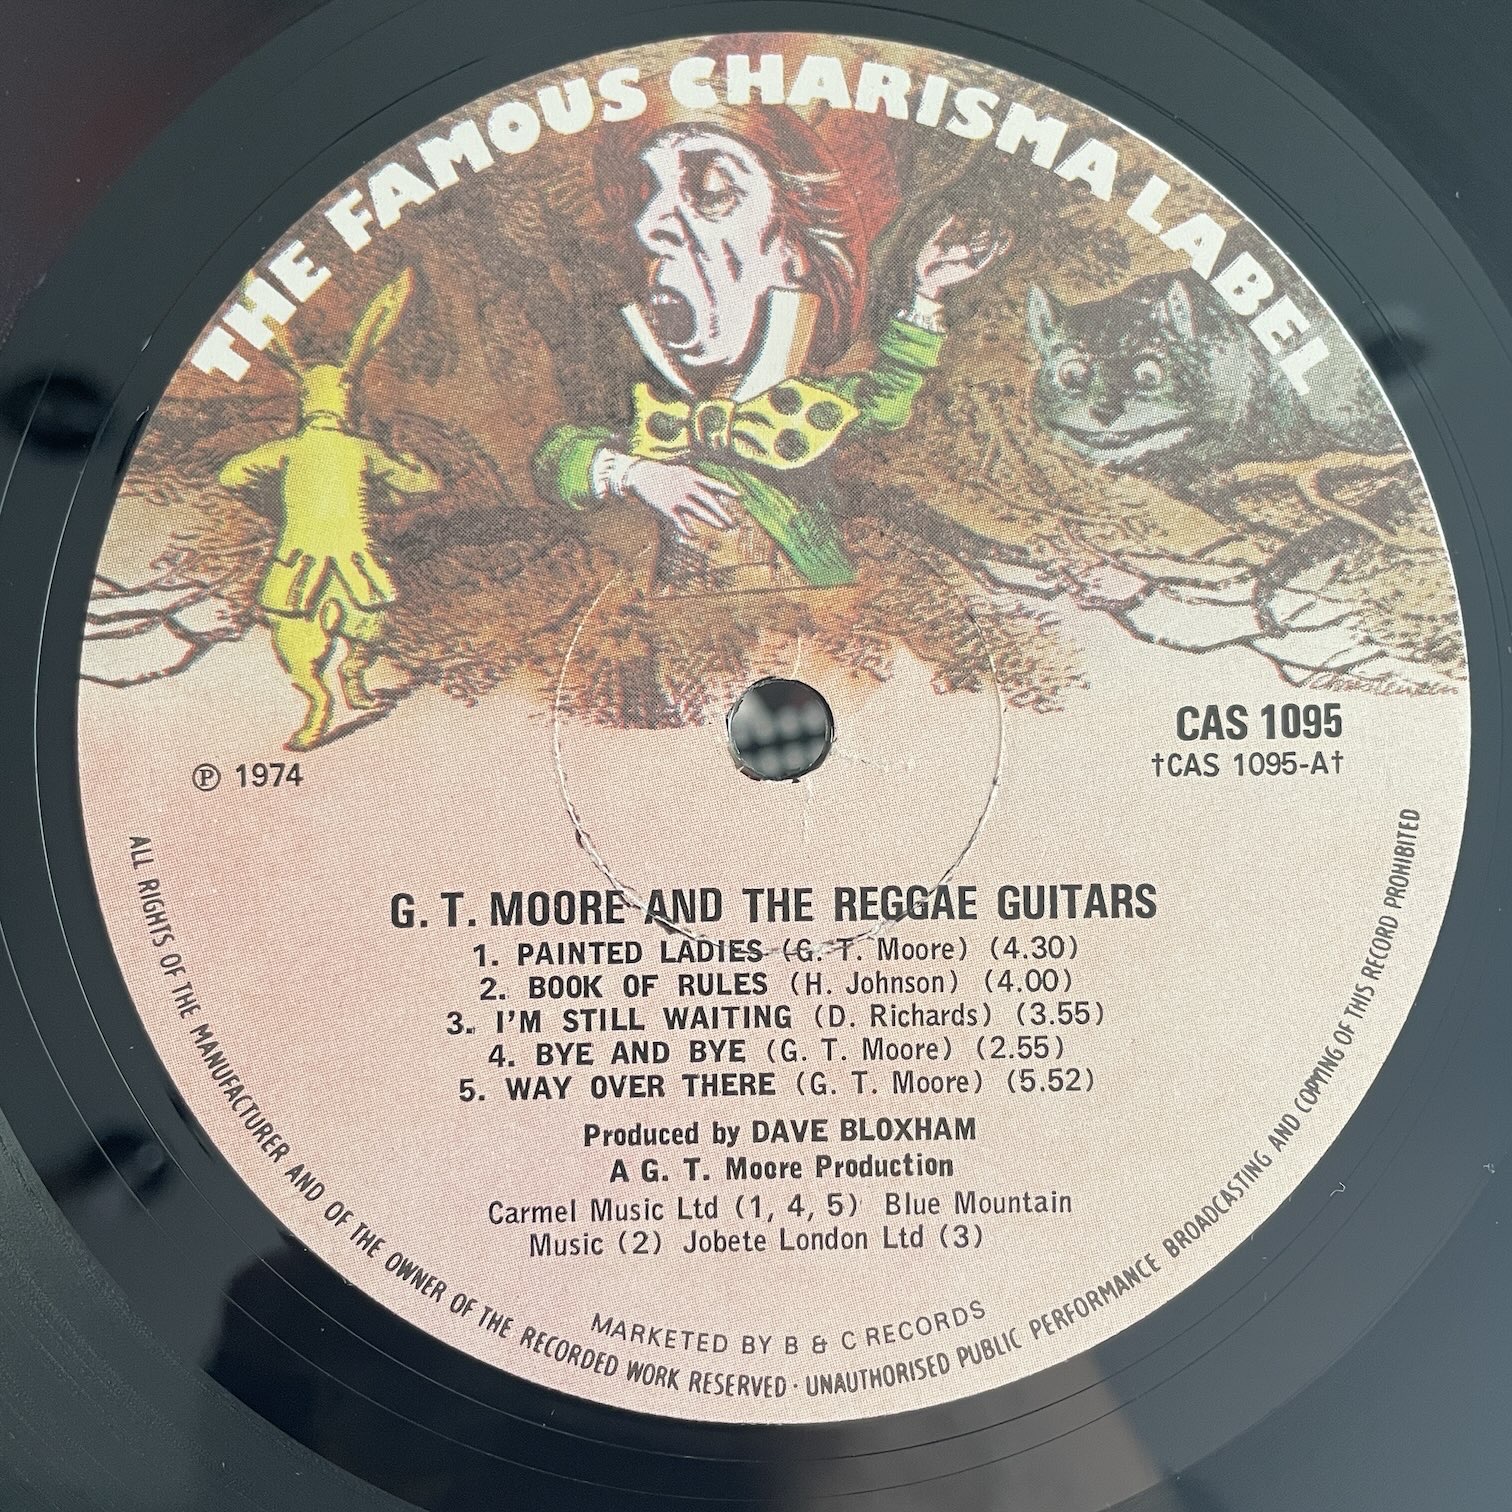 THE FAMOUS CHARISMA LABEL
CAS 1095
†CAS 1095-A†
℗ 1974
G. T. MOORE AND THE REGGAE GUITARS
1. PAINTED LADIES (G. T. Moore) (4.30)
2. BOOK OF RULES (H. Johnson) (4.00)
3. I'M STILL WAITING (D. Richards) (3.55)
4. BYE AND BYE (G. T. Moore) (2.55)
5. WAY OVER THERE (G. T. Moore) (5.52)
Produced by DAVE BLOXHAM
A G. T. Moore Production
Carmel Music Ltd (1, 4, 5) Blue Mountain
Music (2) Jobete London Ltd (3)
MARKETED BY B & C RECORDS
ALL RIGHTS OF THE MANUFACTURER AND OF THE OWNER OF THE RECORDED WORK RESERVED · UNAUTHORISED PUBLIC PERFORMANCE BROADCASTING AND COPYING OF THIS RECORD PROHIBITED